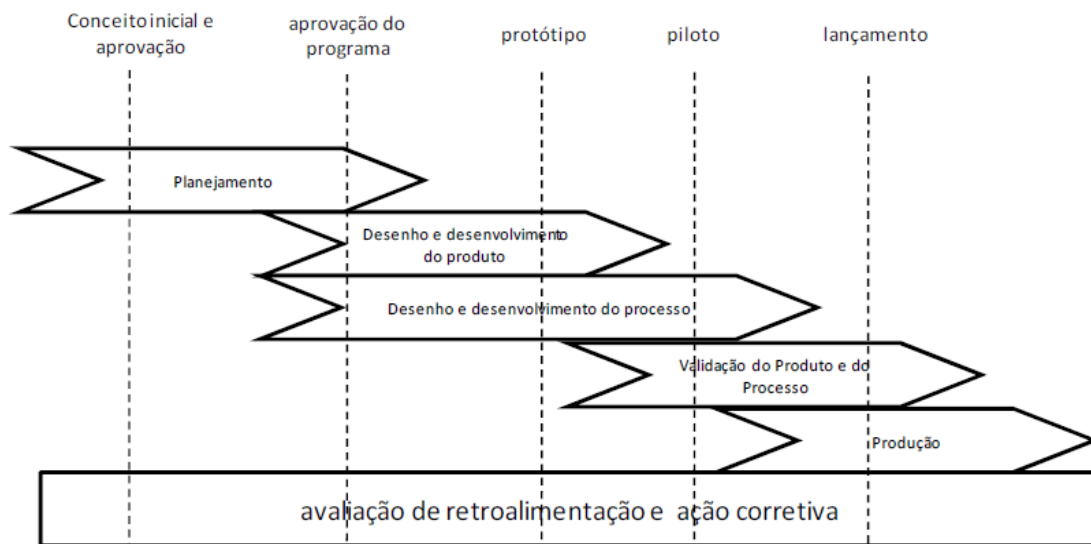 Conceito inicial e
aprovação
aprovação do
programa
protótipo
piloto
lançamento
Planejamento
Desenho e desenvolvimento
do produto
Desenho e desenvolvimento do processo
Validação do Produto e do
Processo
Produção
avaliação de retroalimentação e ação corretiva